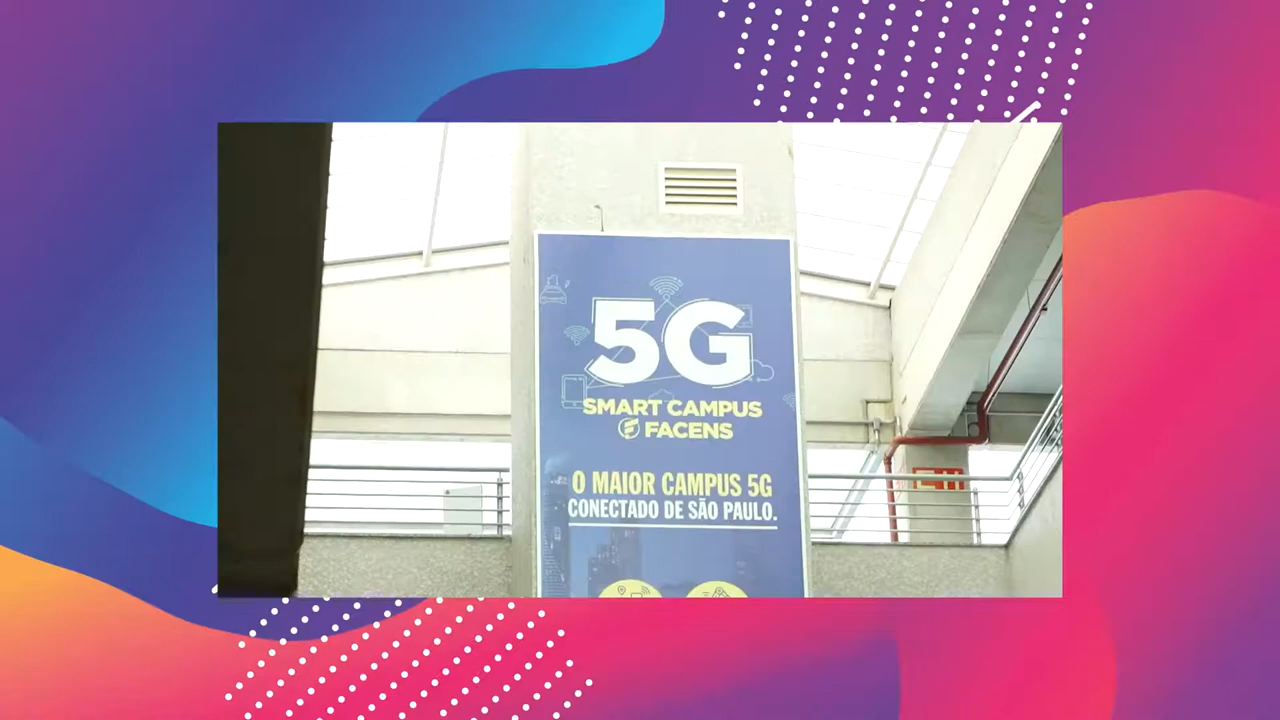 5G
SMART CAMPUS
FACENS
O MAIOR CAMPUS 5G
CONECTADO DE SÃO PAULO.